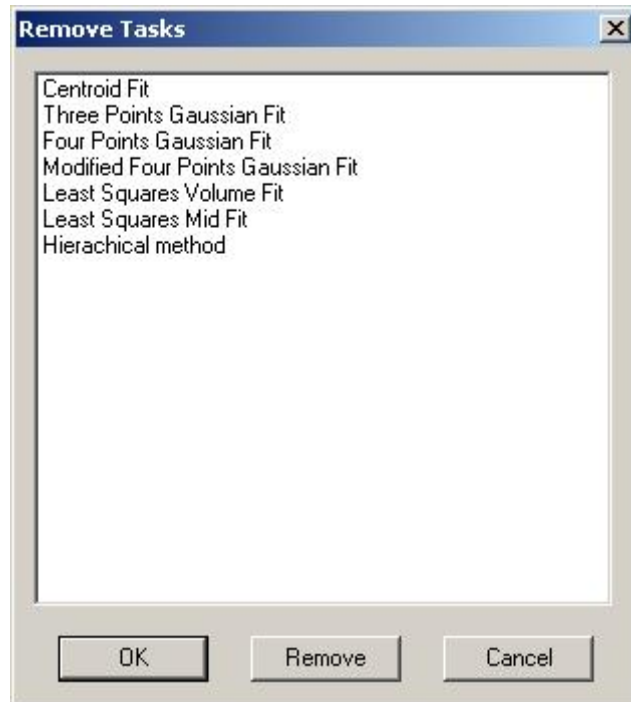 Remove Tasks
Centroid Fit
Three Points Gaussian Fit
Four Points Gaussian Fit
Modified Four Points Gaussian Fit
Least Squares Volume Fit
Least Squares Mid Fit
Hierachical method
OK Remove Cancel